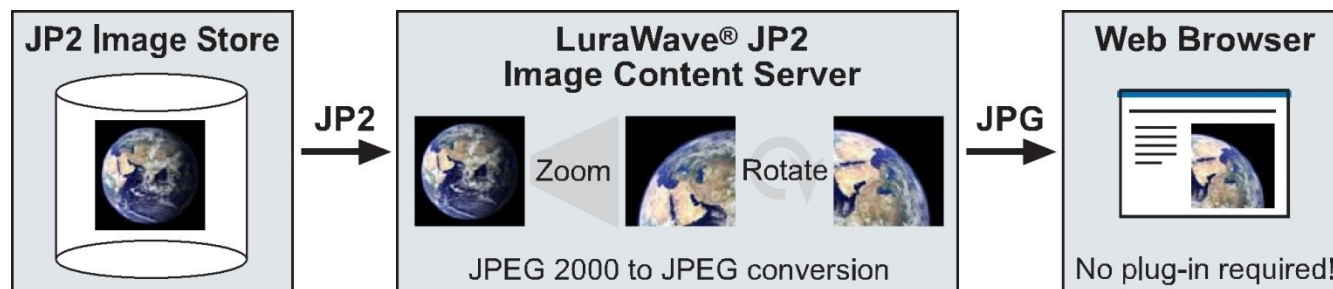 JP2 Image Store
JP2
LuraWave® JP2
Image Content Server
Zoom
Rotate
JPEG 2000 to JPEG conversion
JPG
Web Browser
No plug-in required!